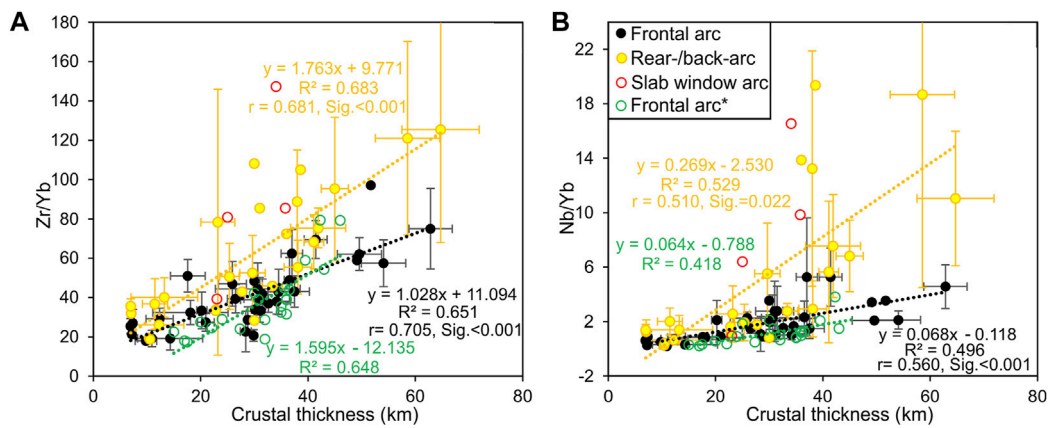 A
B
180
160
140
120
100
80
60
40
20
0
Zr/Yb
y = 1.763x + 9.771
R² = 0.683
r = 0.681, Sig.<0.001
y = 1.028x + 11.094
R² = 0.651
r= 0.705, Sig.<0.001
y = 1.595x - 12.135
R² = 0.648
0 20 40 60 80
Crustal thickness (km)
22
18
14
10
6
2
-2
Nb/Yb
Frontal arc
Rear-/back-arc
Slab window arc
Frontal arc*
y = 0.269x - 2.530
R² = 0.529
r = 0.510, Sig.=0.022
y = 0.064x - 0.788
R² = 0.418
y = 0.068x - 0.118
R² = 0.496
r= 0.560, Sig.<0.001
0 20 40 60 80
Crustal thickness (km)